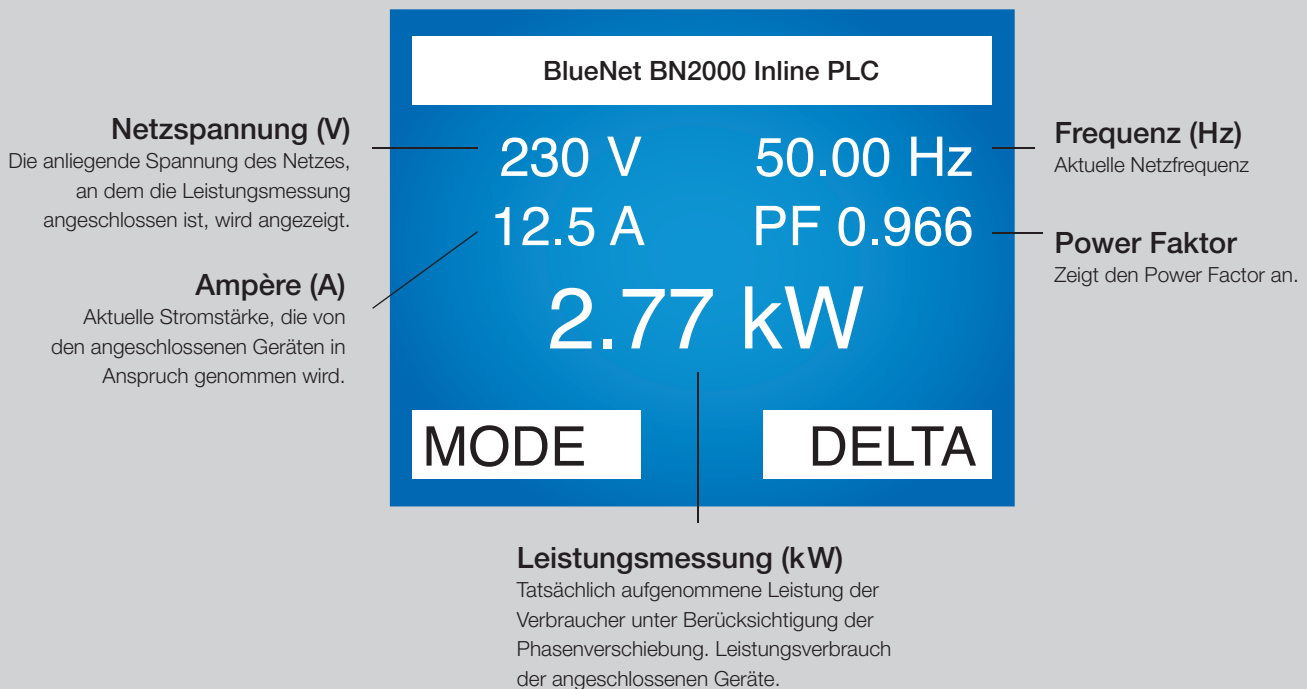 BlueNet BN2000 Inline PLC
Netzspannung (V)
Die anliegende Spannung des Netzes,
an dem die Leistungsmessung
angeschlossen ist, wird angezeigt.
Ampère (A)
Aktuelle Stromstärke, die von
den angeschlossenen Geräten in
Anspruch genommen wird.
230 V 50.00 Hz
12.5 A PF 0.966
2.77 kW
MODE DELTA
Frequenz (Hz)
Aktuelle Netzfrequenz
Power Faktor
Zeigt den Power Factor an.
Leistungsmessung (kW)
Tatsächlich aufgenommene Leistung der
Verbraucher unter Berücksichtigung der
Phasenverschiebung. Leistungsverbrauch
der angeschlossenen Geräte.